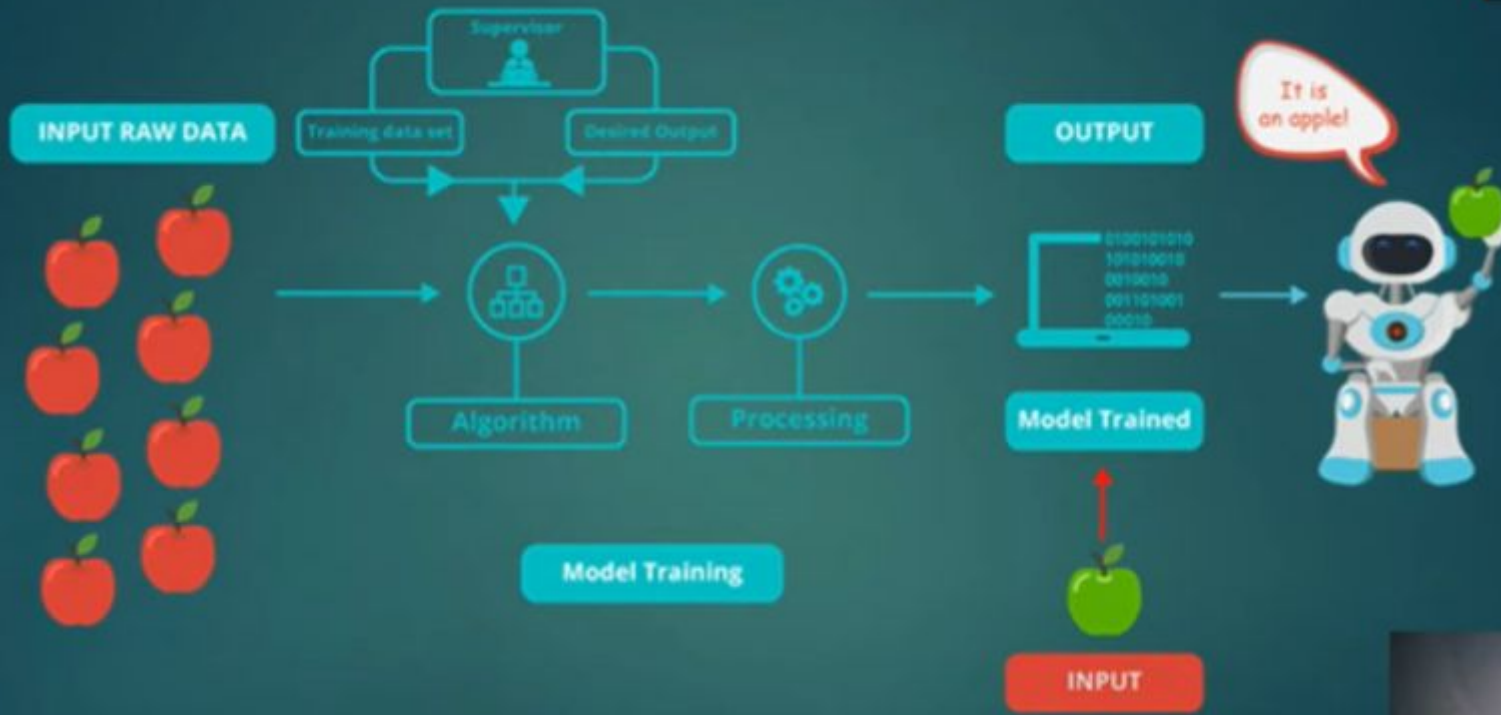 Supervisor
INPUT RAW DATA
Training data set
Desired Output
OUTPUT
It is
an apple!
0100101010
101010010
0010010
001101001
00010
Algorithm
Processing
Model Trained
Model Training
INPUT